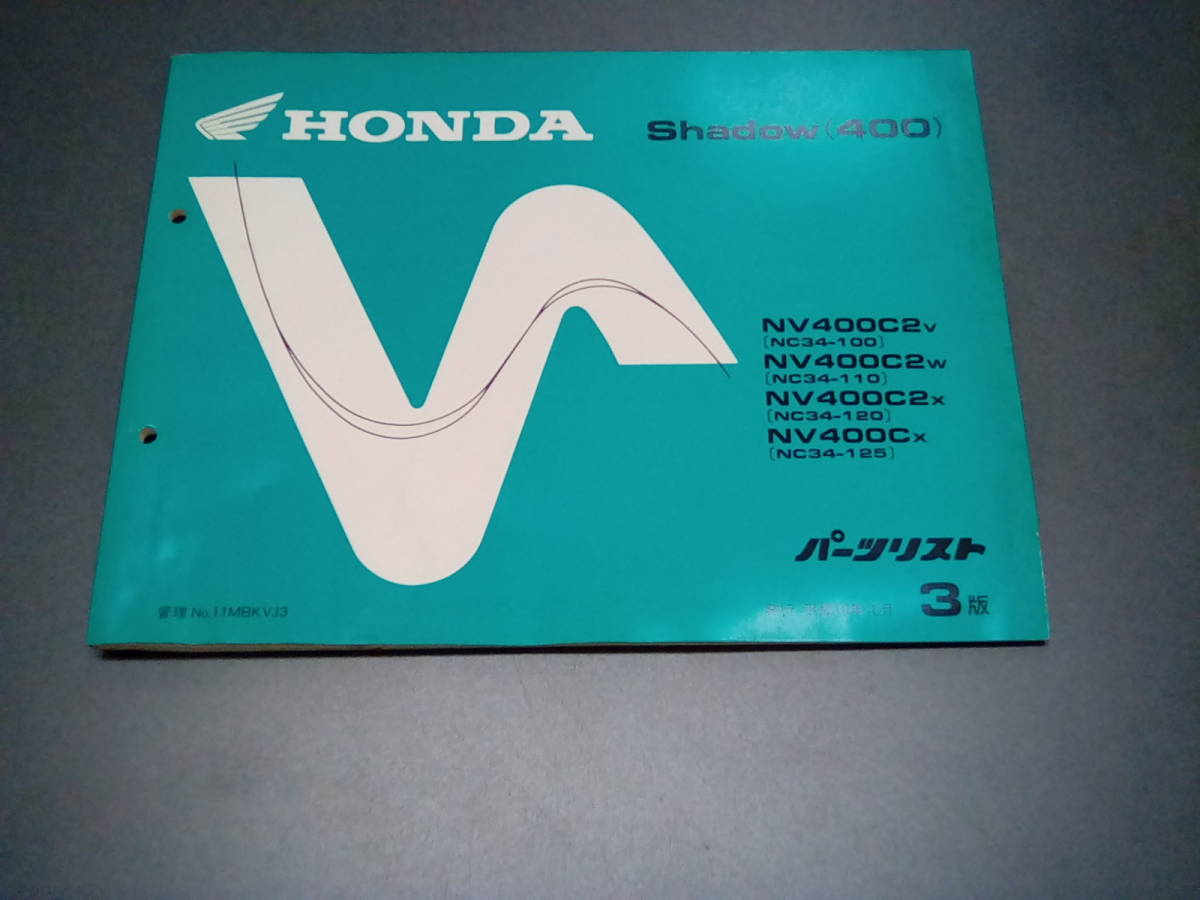 HONDA
Shadow(400)
NV400C2V
[NC34-100]
NV400C2W
[NC34-110]
NV400C2X
[NC34-120]
NV400CX
[NC34-125]
パーツリスト
管理 No.11MBKVJ3
3版